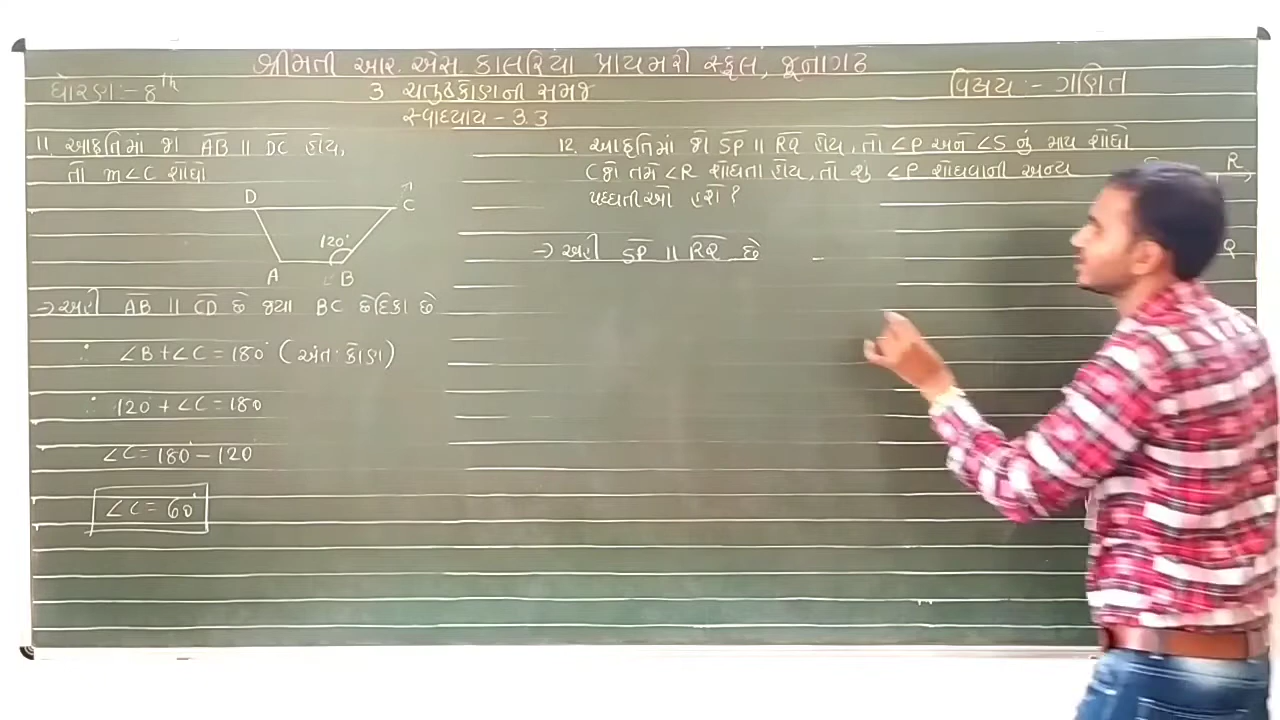 શ્રીમતી આર. એસ. કાલરિયા પ્રાયમરી સ્કૂલ, જૂનાગઢ
ધોરણ :- 8th
3 ચતુષ્કોણની સમજ
વિષય :- ગણિત
સ્વાધ્યાય - 3.3
11. આકૃતિમાં જો AB || DC હોય,
તો m∠C શોધો
D
C
120°
A
B
→ અહી AB || CD છે જ્યા BC છેદિકા છે
∴ ∠B + ∠C = 180° (અંતઃકોણ)
∴ 120° + ∠C = 180
∠C = 180° - 120°
∠C = 60°
12. આકૃતિમાં જો SP || RQ હોય, તો ∠P અને ∠S નું માપ શોધો
(જો તમે ∠R શોધતા હોય, તો શું ∠P શોધવાની અન્ય
પધ્ધતીઓ હશે ?
R
Q
→ અહી SP || RQ છે